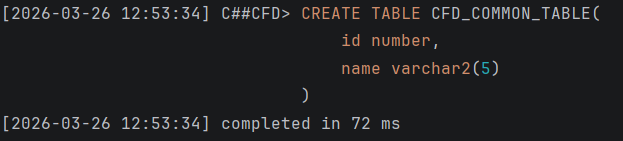 [2026-03-26 12:53:34] C##CFD> CREATE TABLE CFD_COMMON_TABLE(
id number,
name varchar2(5)
)
[2026-03-26 12:53:34] completed in 72 ms